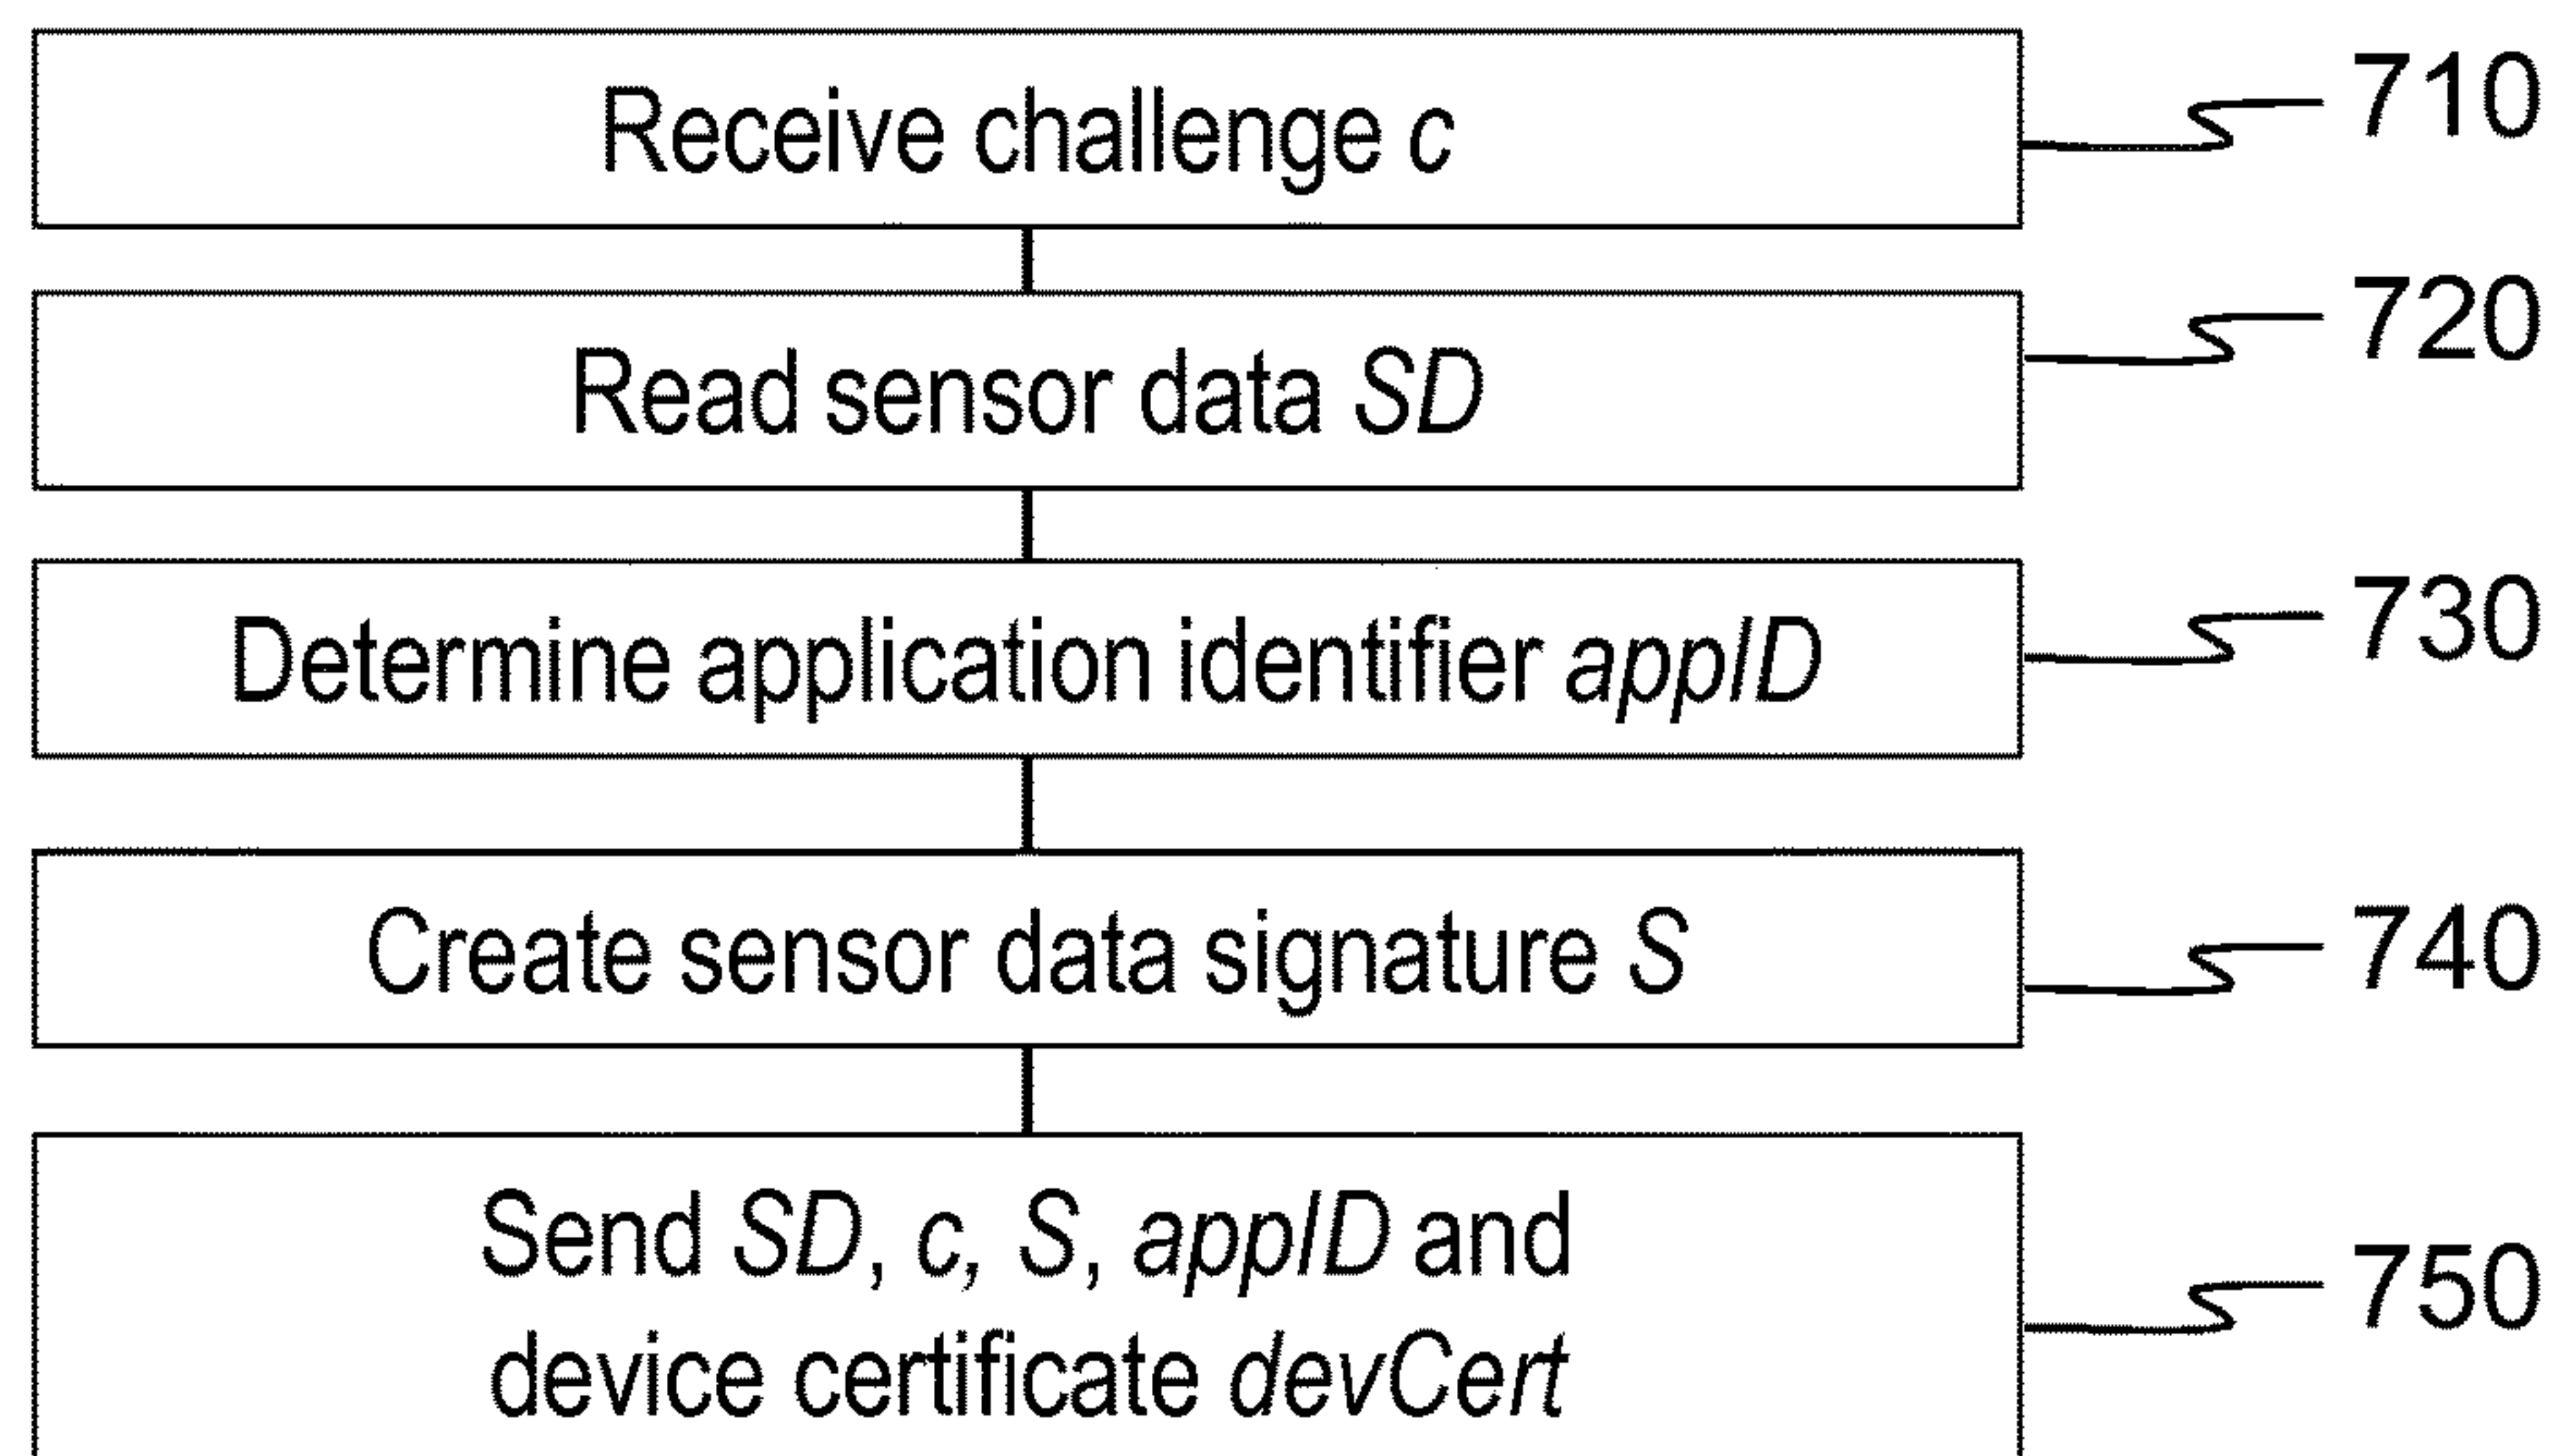 Receive challenge c
710
Read sensor data SD
720
Determine application identifier appID
730
Create sensor data signature S
740
Send SD, c, S, appID and
device certificate devCert
750